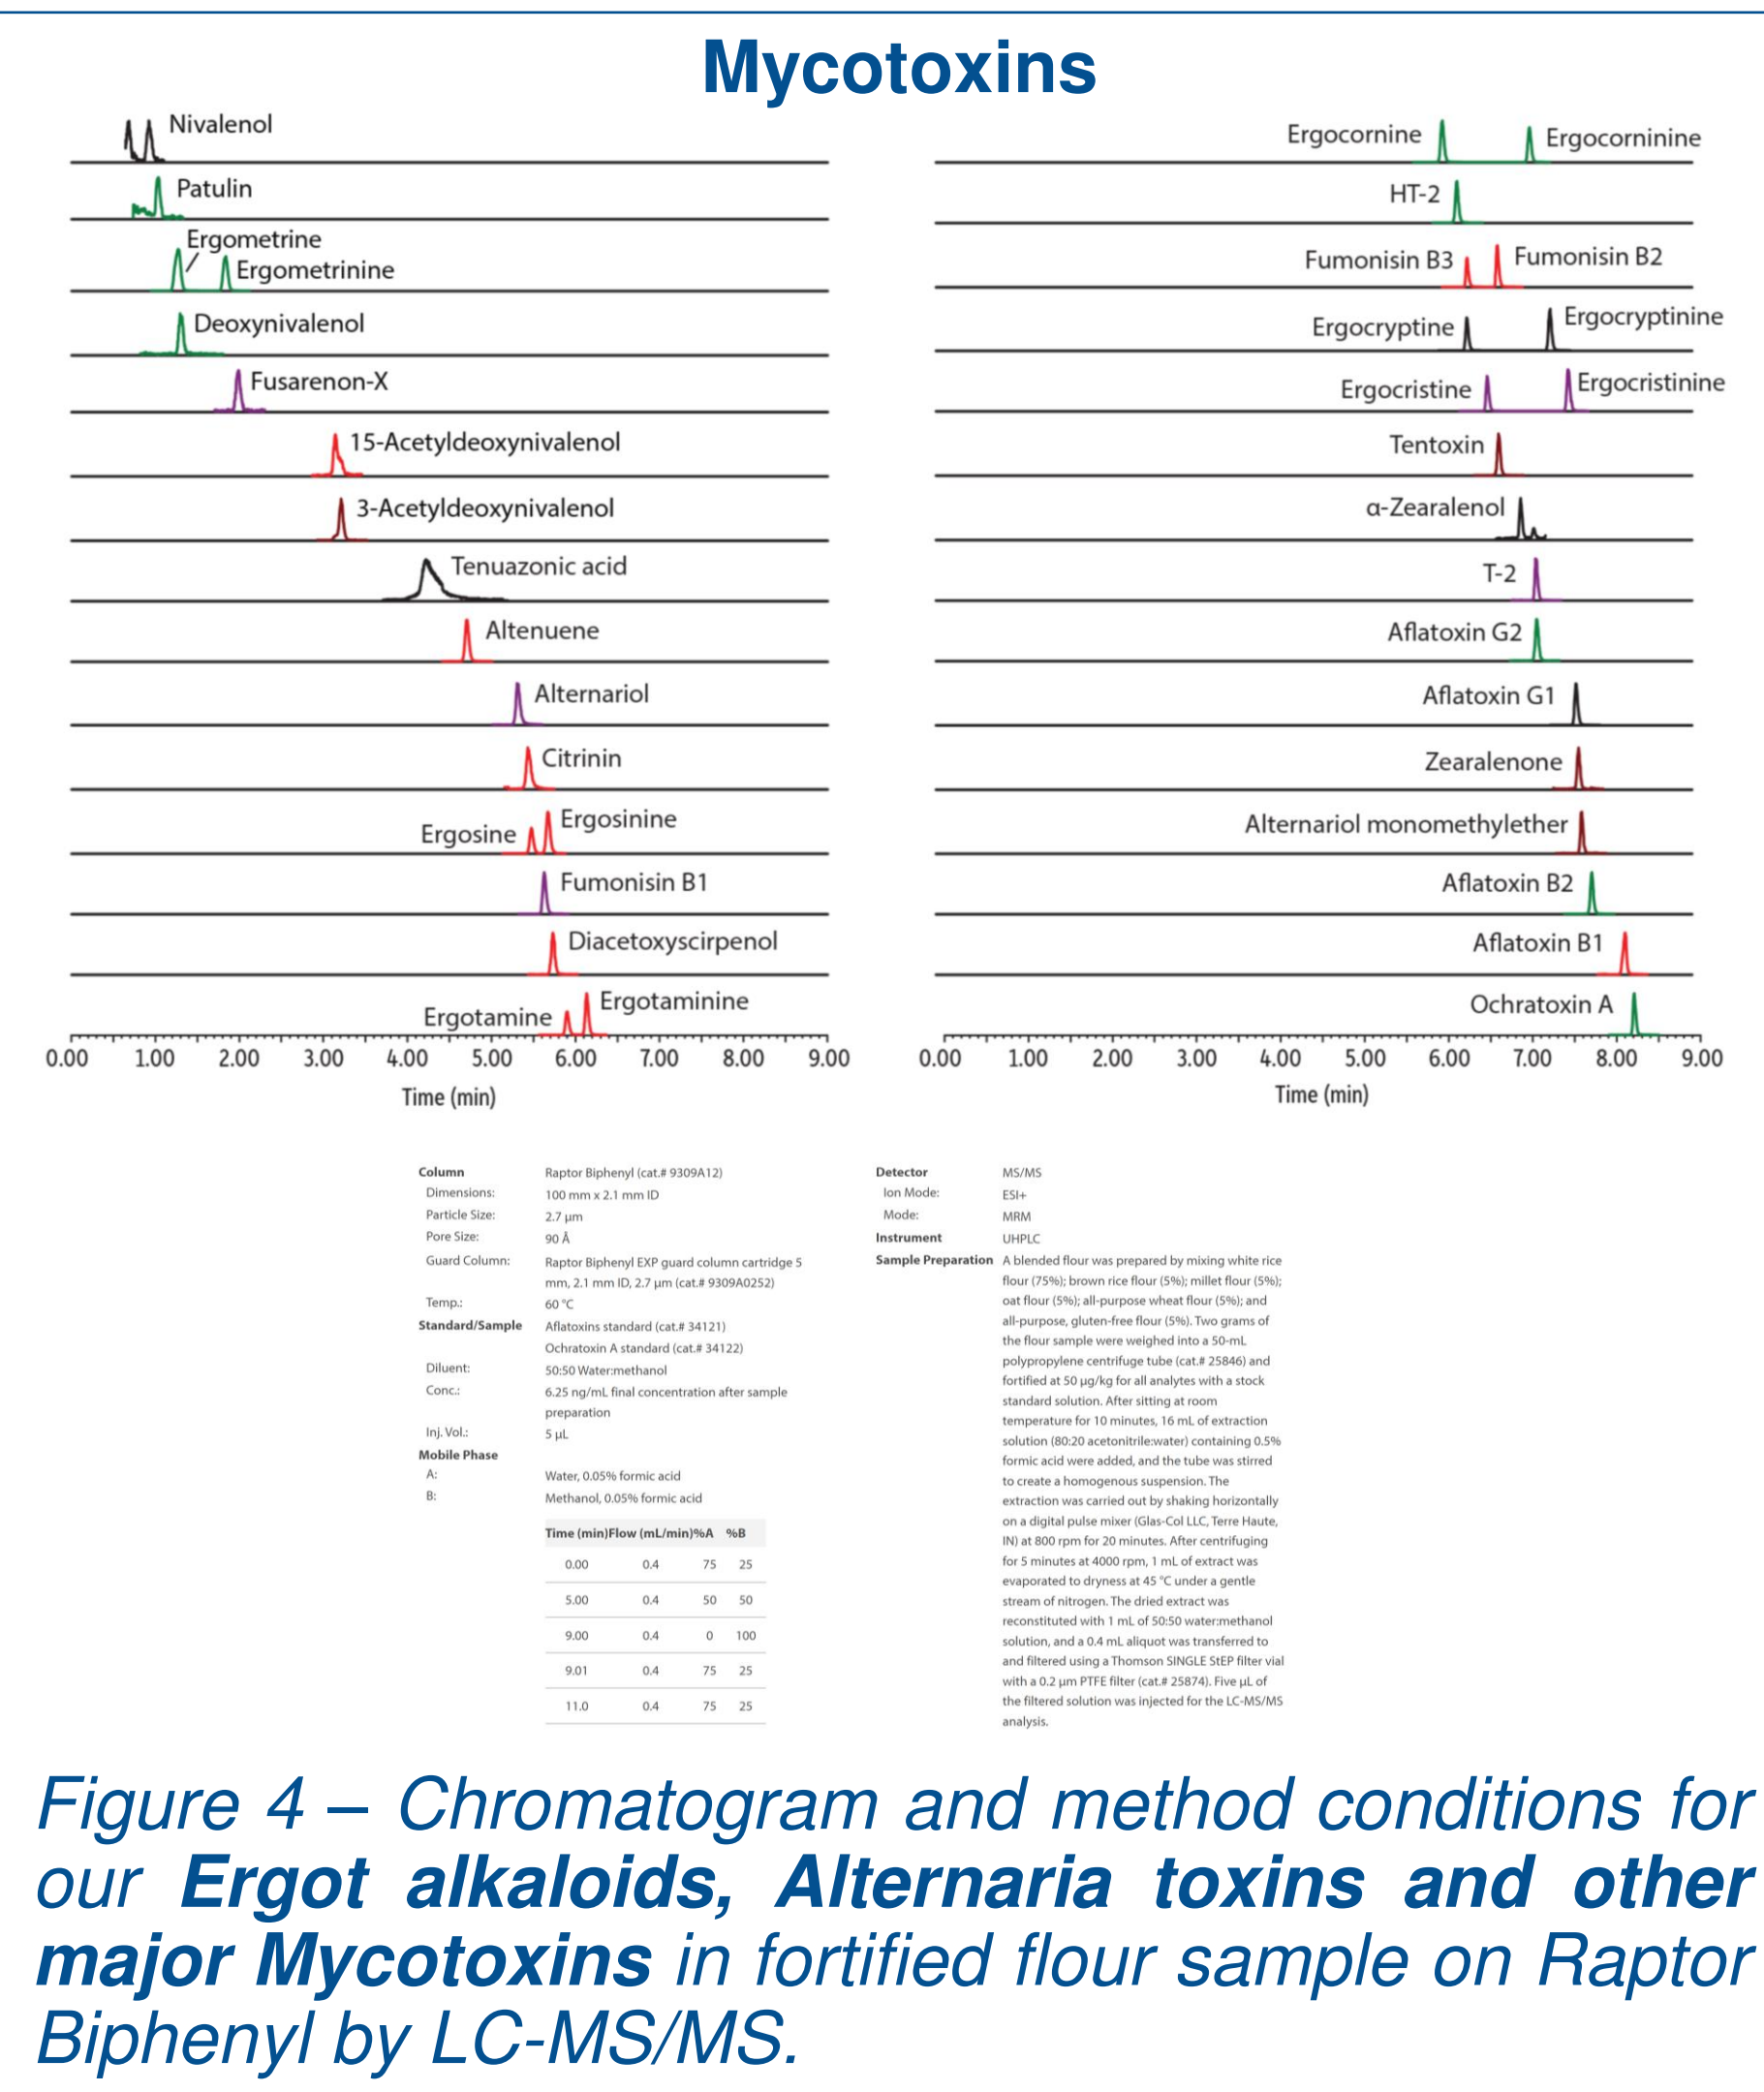 Mycotoxins
Nivalenol
Patulin
Ergometrine
Ergometrinine
Deoxynivalenol
Fusarenon-X
15-Acetyldeoxynivalenol
3-Acetyldeoxynivalenol
Tenuazonic acid
Altenuene
Alternariol
Citrinin
Ergosine Ergosinine
Fumonisin B1
Diacetoxyscirpenol
Ergotamine Ergotaminine
0.00 1.00 2.00 3.00 4.00 5.00 6.00 7.00 8.00 9.00
Time (min)
Ergocornine Ergocorninine
HT-2
Fumonisin B3 Fumonisin B2
Ergocryptine Ergocryptinine
Ergocristine Ergocristinine
Tentoxin
α-Zearalenol
T-2
Aflatoxin G2
Aflatoxin G1
Zearalenone
Alternariol monomethylether
Aflatoxin B2
Aflatoxin B1
Ochratoxin A
0.00 1.00 2.00 3.00 4.00 5.00 6.00 7.00 8.00 9.00
Time (min)
Column Raptor Biphenyl (cat.# 9309A12)
Dimensions: 100 mm x 2.1 mm ID
Particle Size: 2.7 µm
Pore Size: 90 Å
Guard Column: Raptor Biphenyl EXP guard column cartridge 5
mm, 2.1 mm ID, 2.7 µm (cat.# 9309A0252)
Temp.: 60 °C
Standard/Sample Aflatoxins standard (cat.# 34121)
Ochratoxin A standard (cat.# 34122)
Diluent: 50:50 Water:methanol
Conc.: 6.25 ng/mL final concentration after sample
preparation
Inj. Vol.: 5 µL
Mobile Phase
A: Water, 0.05% formic acid
B: Methanol, 0.05% formic acid
Time (min) Flow (mL/min) %A %B
0.00 0.4 75 25
5.00 0.4 50 50
9.00 0.4 0 100
9.01 0.4 75 25
11.0 0.4 75 25
Detector MS/MS
Ion Mode: ESI+
Mode: MRM
Instrument UHPLC
Sample Preparation A blended flour was prepared by mixing white rice
flour (75%); brown rice flour (5%); millet flour (5%);
oat flour (5%); all-purpose wheat flour (5%); and
all-purpose, gluten-free flour (5%). Two grams of
the flour sample were weighed into a 50-mL
polypropylene centrifuge tube (cat.# 25846) and
fortified at 50 µg/kg for all analytes with a stock
standard solution. After sitting at room
temperature for 10 minutes, 16 mL of extraction
solution (80:20 acetonitrile:water) containing 0.5%
formic acid were added, and the tube was stirred
to create a homogenous suspension. The
extraction was carried out by shaking horizontally
on a digital pulse mixer (Glas-Col LLC, Terre Haute,
IN) at 800 rpm for 20 minutes. After centrifuging
for 5 minutes at 4000 rpm, 1 mL of extract was
evaporated to dryness at 45 °C under a gentle
stream of nitrogen. The dried extract was
reconstituted with 1 mL of 50:50 water:methanol
solution, and a 0.4 mL aliquot was transferred to
and filtered using a Thomson SINGLE StEP filter vial
with a 0.2 µm PTFE filter (cat.# 25874). Five µL of
the filtered solution was injected for the LC-MS/MS
analysis.
Figure 4 – Chromatogram and method conditions for
our Ergot alkaloids, Alternaria toxins and other
major Mycotoxins in fortified flour sample on Raptor
Biphenyl by LC-MS/MS.